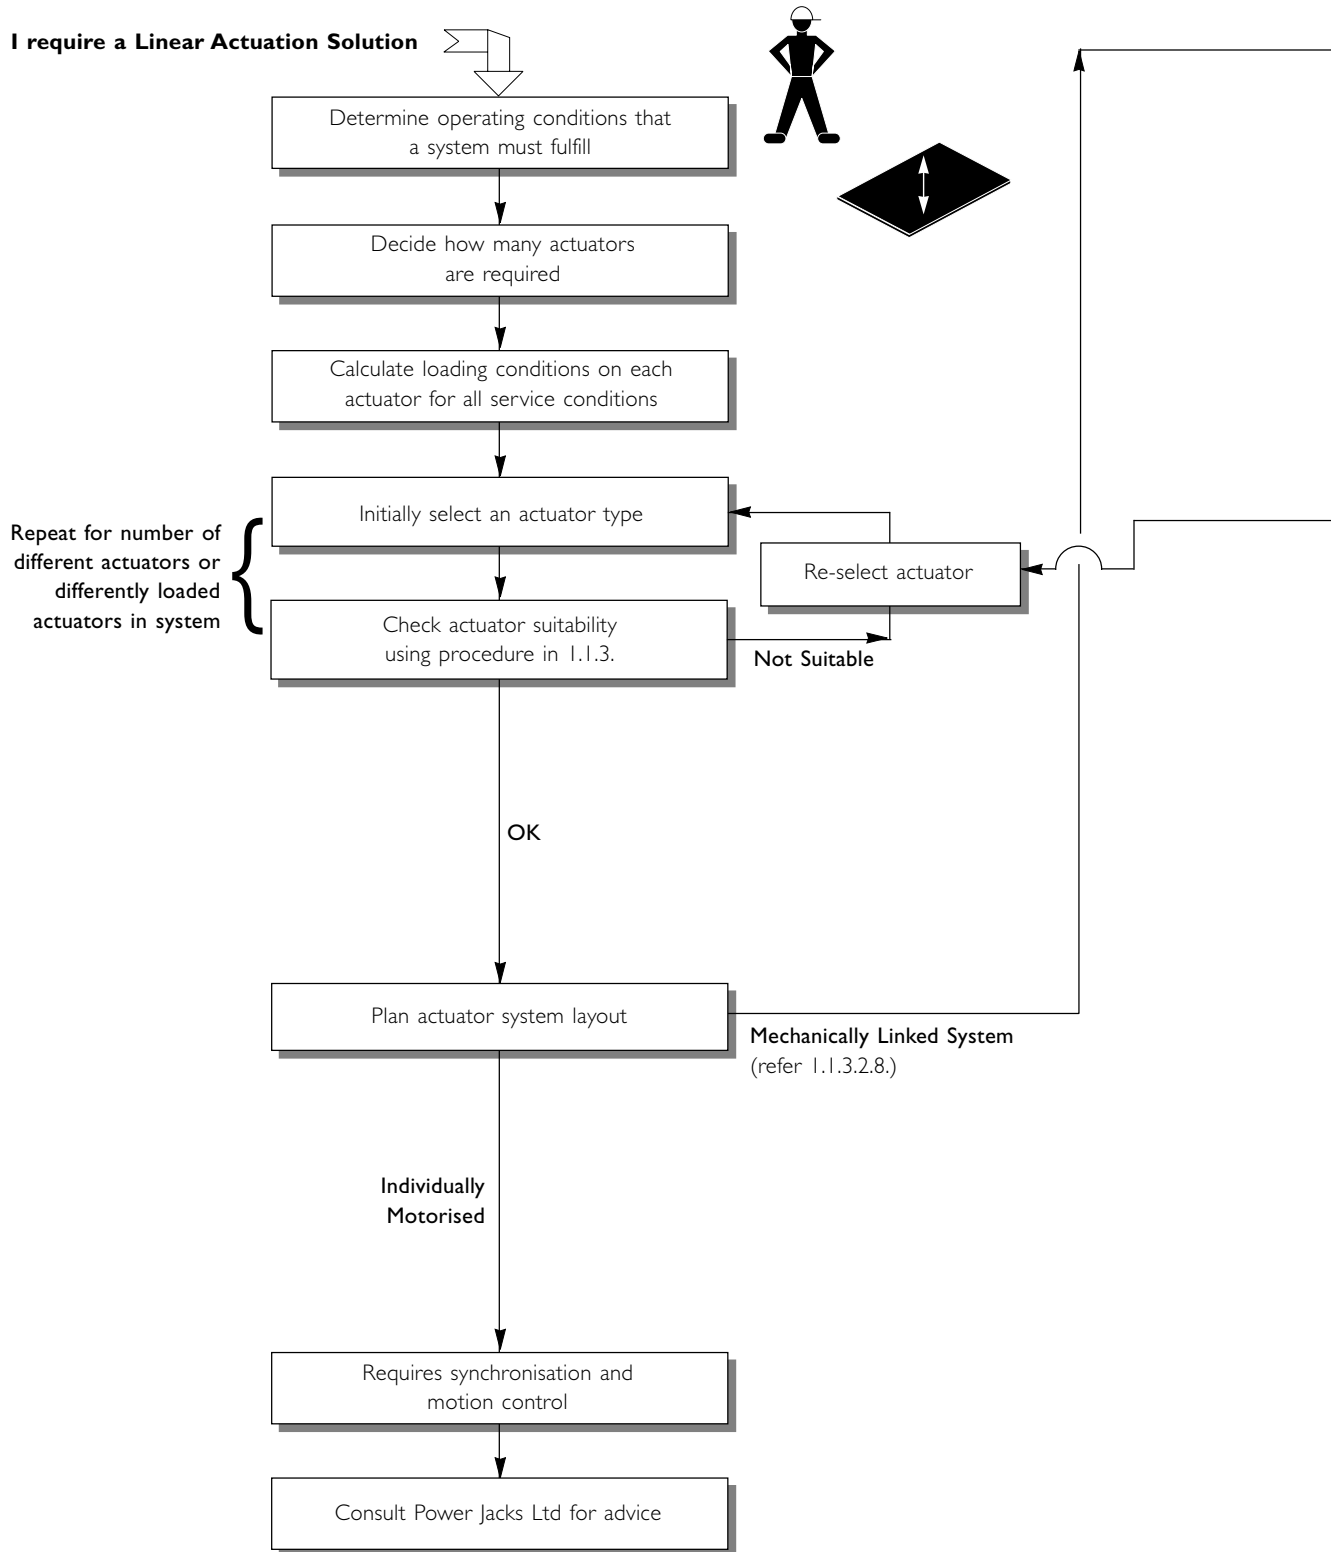 I require a Linear Actuation Solution
Determine operating conditions that
a system must fulfill
Decide how many actuators
are required
Calculate loading conditions on each
actuator for all service conditions
Initially select an actuator type
Repeat for number of
different actuators or
differently loaded
actuators in system
Re-select actuator
Check actuator suitability
using procedure in 1.1.3.
Not Suitable
OK
Plan actuator system layout
Mechanically Linked System
(refer 1.1.3.2.8.)
Individually
Motorised
Requires synchronisation and
motion control
Consult Power Jacks Ltd for advice